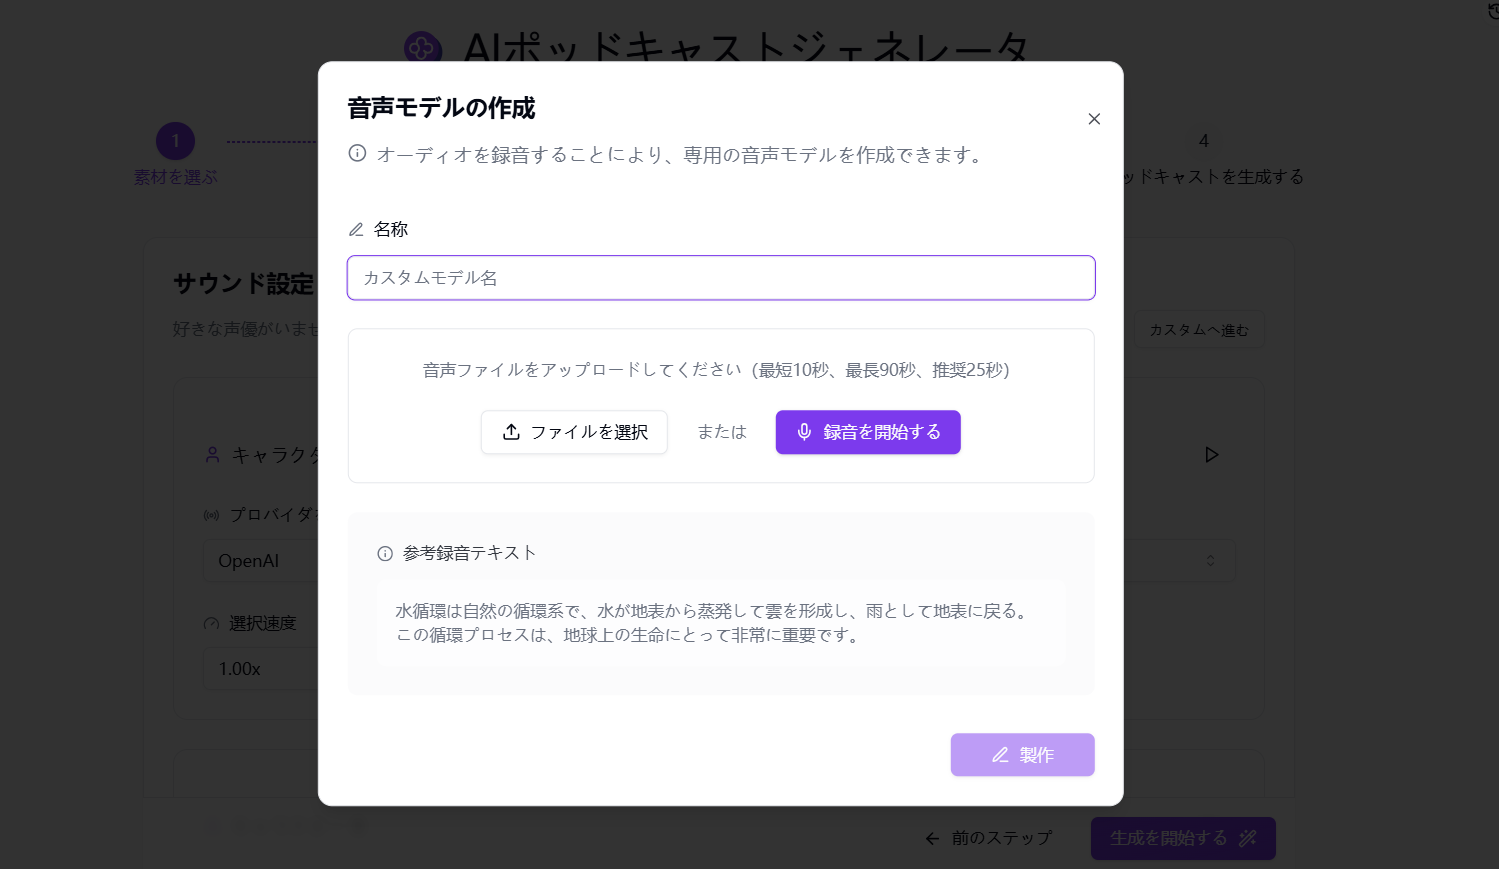 AIポッドキャストジェネレータ
音声モデルの作成
オーディオを録音することにより、専用の音声モデルを作成できます。
1
素材を選ぶ
4
ッドキャストを生成する
名称
カスタムモデル名
サウンド設定
好きな声優がいませ
カスタムへ進む
音声ファイルをアップロードしてください（最短10秒、最長90秒、推奨25秒）
ファイルを選択
または
録音を開始する
キャラクタ
プロバイダを
OpenAI
参考録音テキスト
水循環は自然の循環系で、水が地表から蒸発して雲を形成し、雨として地表に戻る。
この循環プロセスは、地球上の生命にとって非常に重要です。
選択速度
1.00x
製作
前のステップ
生成を開始する